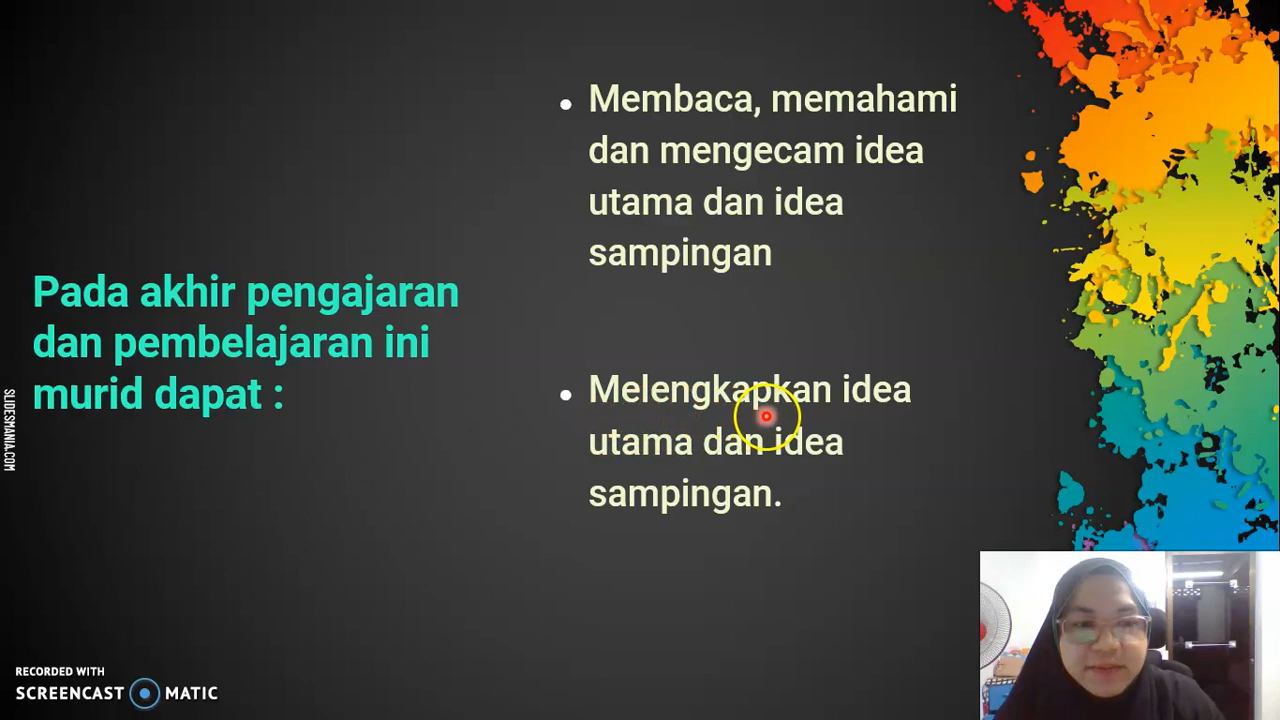 Pada akhir pengajaran
dan pembelajaran ini
murid dapat :
Membaca, memahami
dan mengecam idea
utama dan idea
sampingan
Melengkapkan idea
utama dan idea
sampingan.
SLIDESMANIA.COM
RECORDED WITH
SCREENCAST MATIC